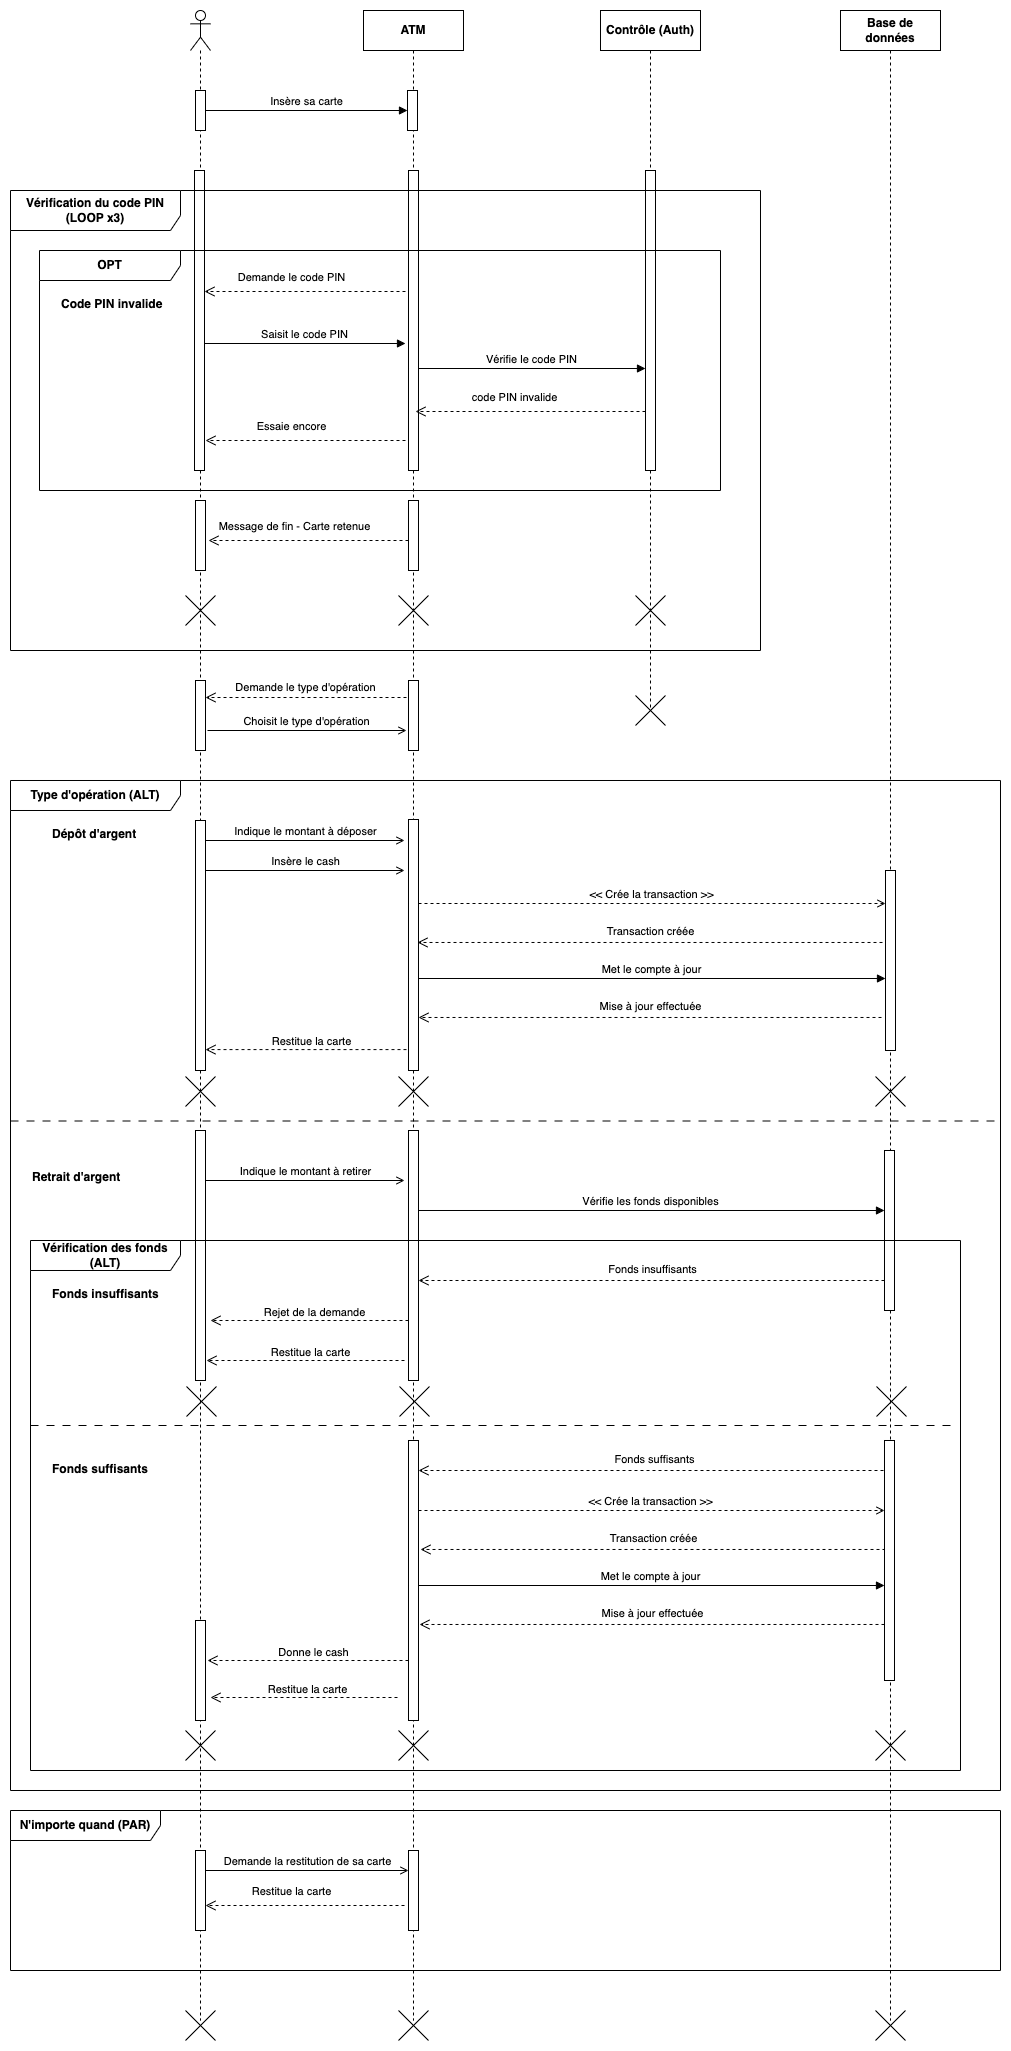 ATM
Contrôle (Auth)
Base de
données
Insère sa carte
Vérification du code PIN
(LOOP x3)
OPT
Demande le code PIN
Code PIN invalide
Saisit le code PIN
Vérifie le code PIN
code PIN invalide
Essaie encore
Message de fin - Carte retenue
Demande le type d'opération
Choisit le type d'opération
Type d'opération (ALT)
Dépôt d'argent
Indique le montant à déposer
Insère le cash
<< Crée la transaction >>
Transaction créée
Met le compte à jour
Mise à jour effectuée
Restitue la carte
Retrait d'argent
Indique le montant à retirer
Vérifie les fonds disponibles
Vérification des fonds
(ALT)
Fonds insuffisants
Fonds insuffisants
Rejet de la demande
Restitue la carte
Fonds suffisants
Fonds suffisants
<< Crée la transaction >>
Transaction créée
Met le compte à jour
Mise à jour effectuée
Donne le cash
Restitue la carte
N'importe quand (PAR)
Demande la restitution de sa carte
Restitue la carte